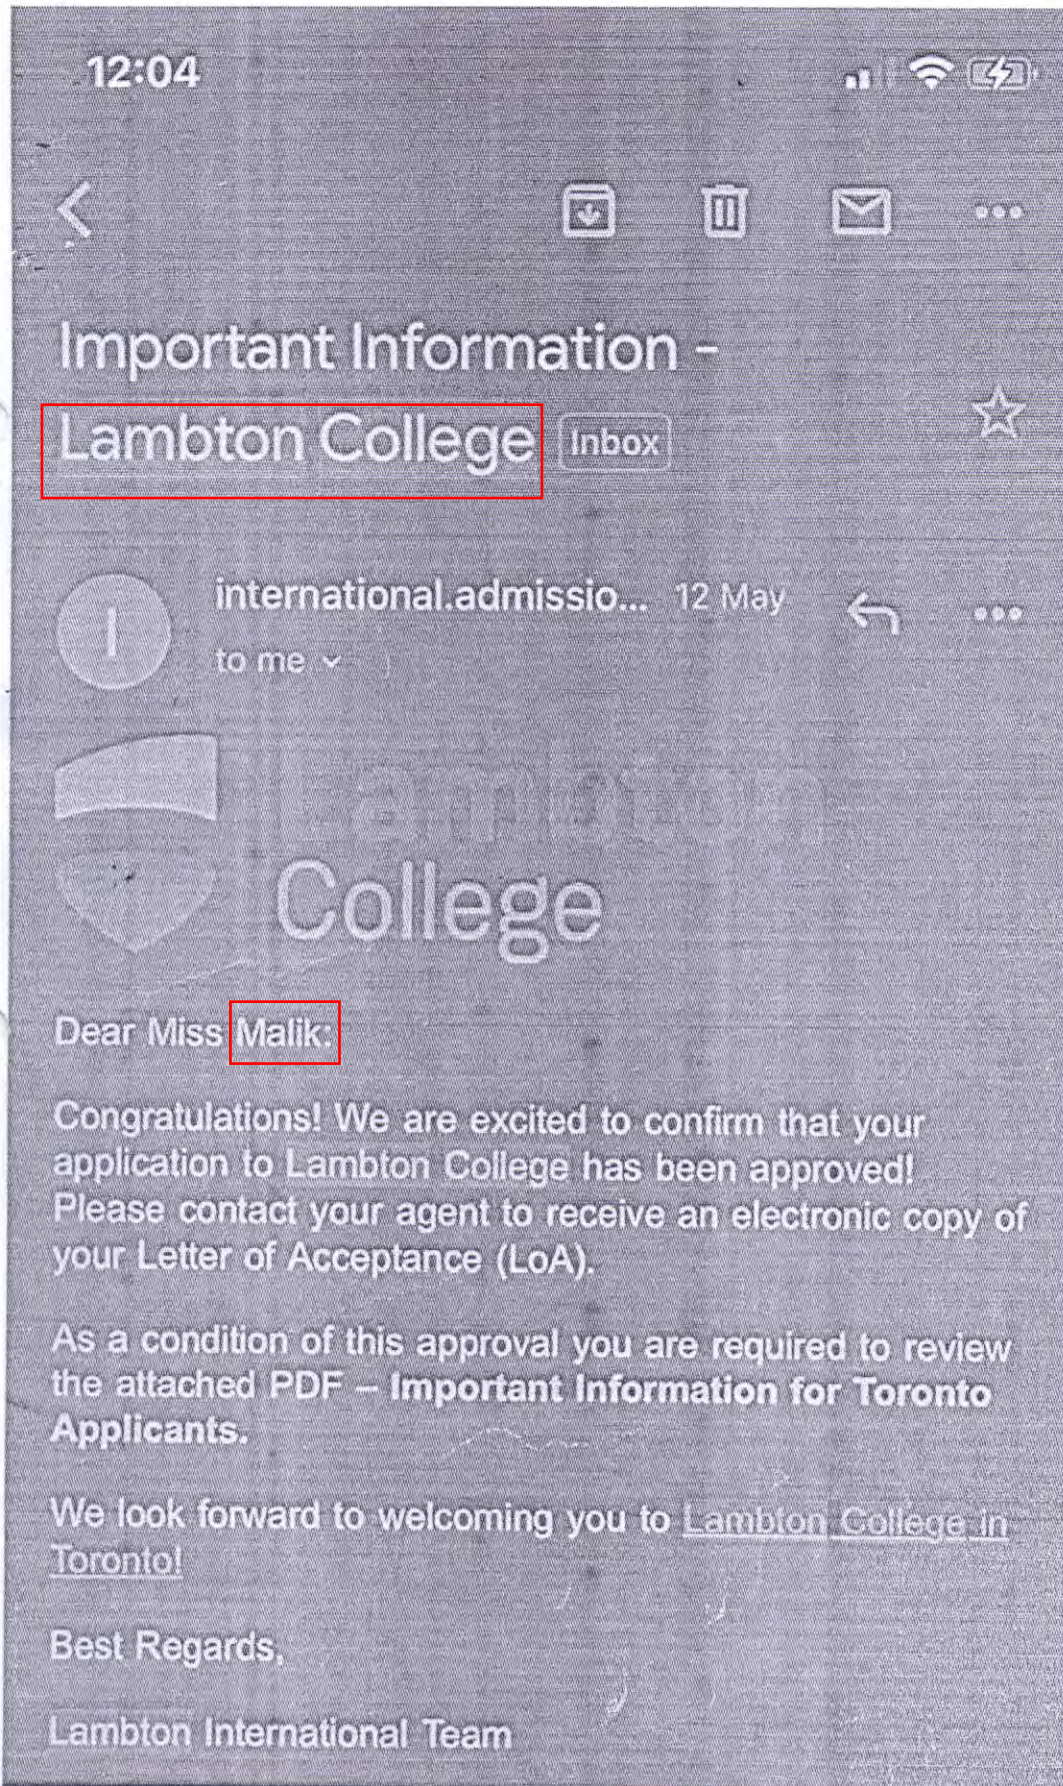 12:04
Important Information -
Lambton College Inbox
I
international.admissio... 12 May
to me
Lambton
College
Dear Miss Malik:
Congratulations! We are excited to confirm that your
application to Lambton College has been approved!
Please contact your agent to receive an electronic copy of
your Letter of Acceptance (LoA).
As a condition of this approval you are required to review
the attached PDF – Important Information for Toronto
Applicants.
We look forward to welcoming you to Lambton College in
Toronto!
Best Regards,
Lambton International Team